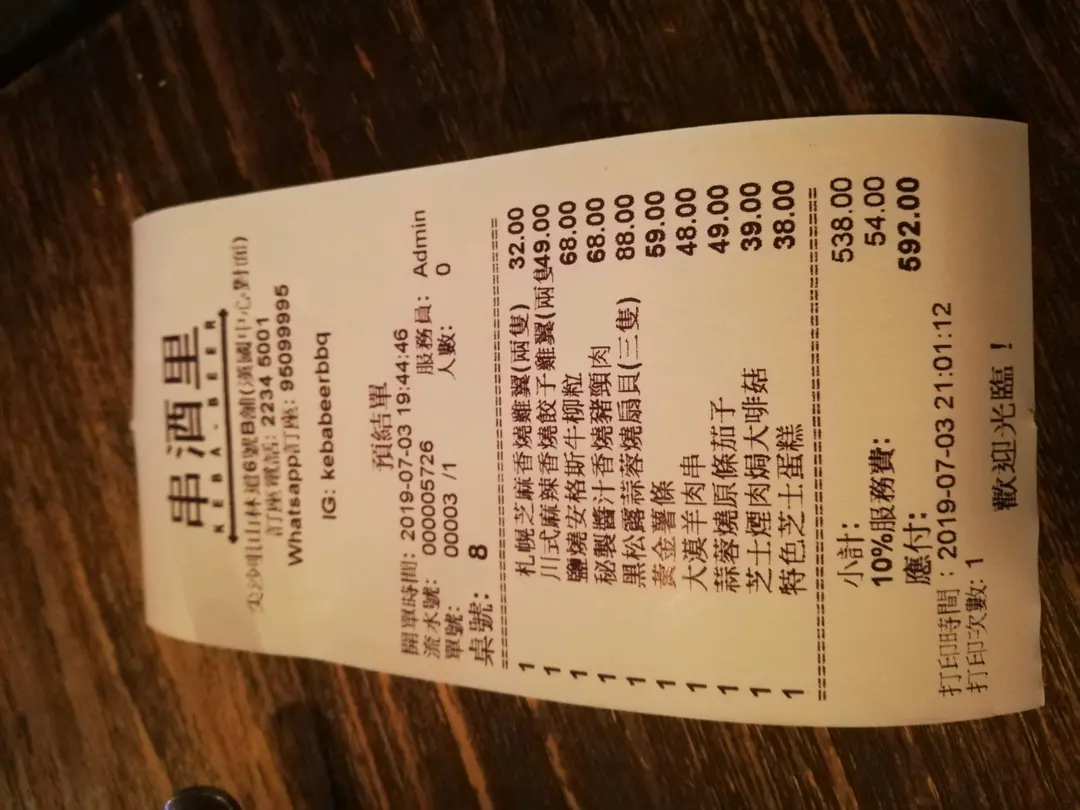 串酒里
KEBA·BEER
尖沙咀山林道6號B舖(漢國中心對面)
訂座電話: 2234 5001
Whatsapp訂座: 95099995
IG: kebabeerbbq
預結單
開單時間: 2019-07-03 19:44:46
流水號: 0000005726 服務員: Admin
單號: 00003 /1 人數: 0
桌號: 8
1 札幌芝麻香燒雞翼(兩隻) 32.00
1 川式麻辣香燒餃子雞翼(兩隻 49.00
1 鹽燒安格斯牛柳粒 68.00
1 秘製醬汁香燒豬頸肉 68.00
1 黑松露蒜蓉燒扇貝(三隻) 88.00
1 黃金薯條 59.00
1 大漠羊肉串 48.00
1 蒜蓉燒原條茄子 49.00
1 芝士煙肉焗大啡菇 39.00
1 特色芝士蛋糕 38.00
小計: 538.00
10%服務費: 54.00
應付: 592.00
打印時間: 2019-07-03 21:01:12
打印次數: 1
歡迎光臨！